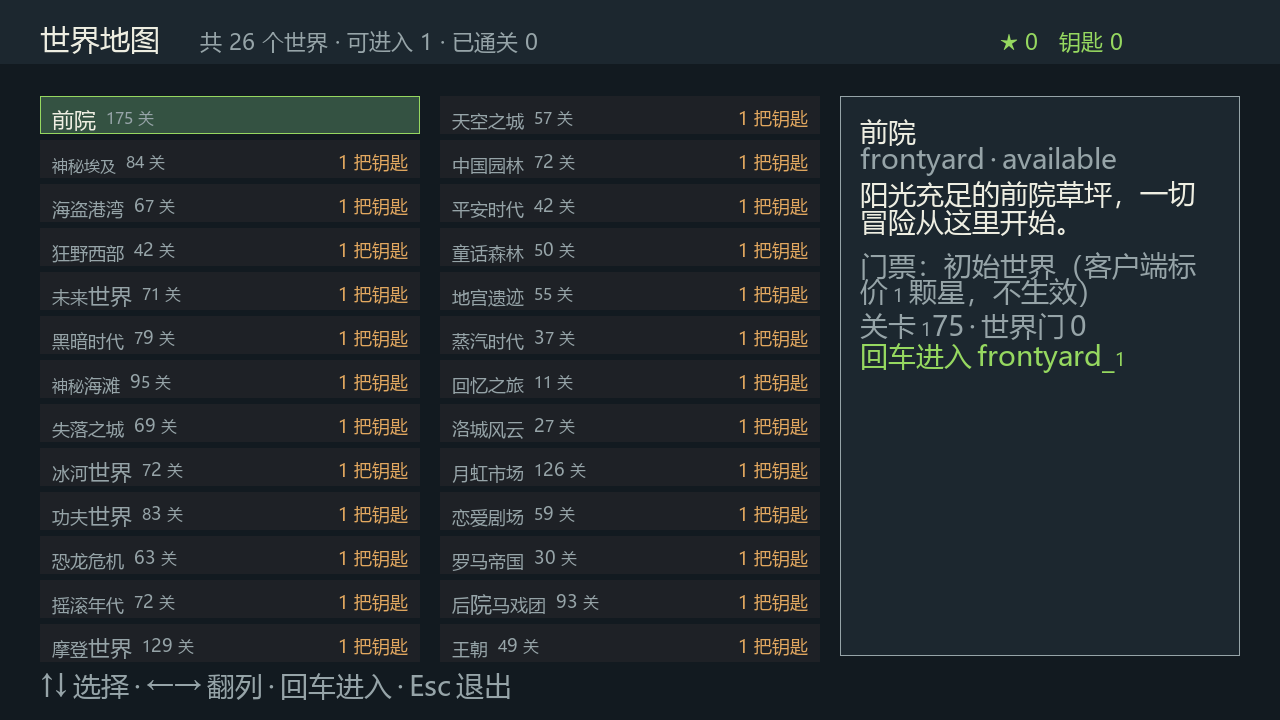 世界地图 共 26 个世界 · 可进入 1 · 已通关 0 ★ 0 钥匙 0
前院 175 关
神秘埃及 84 关 1 把钥匙
海盗港湾 67 关 1 把钥匙
狂野西部 42 关 1 把钥匙
未来世界 71 关 1 把钥匙
黑暗时代 79 关 1 把钥匙
神秘海滩 95 关 1 把钥匙
失落之城 69 关 1 把钥匙
冰河世界 72 关 1 把钥匙
功夫世界 83 关 1 把钥匙
恐龙危机 63 关 1 把钥匙
摇滚年代 72 关 1 把钥匙
摩登世界 129 关 1 把钥匙
天空之城 57 关 1 把钥匙
中国园林 72 关 1 把钥匙
平安时代 42 关 1 把钥匙
童话森林 50 关 1 把钥匙
地宫遗迹 55 关 1 把钥匙
蒸汽时代 37 关 1 把钥匙
回忆之旅 11 关 1 把钥匙
洛城风云 27 关 1 把钥匙
月虹市场 126 关 1 把钥匙
恋爱剧场 59 关 1 把钥匙
罗马帝国 30 关 1 把钥匙
后院马戏团 93 关 1 把钥匙
王朝 49 关 1 把钥匙
前院
frontyard · available
阳光充足的前院草坪，一切
冒险从这里开始。
门票：初始世界（客户端标
价 1 颗星，不生效）
关卡 175 · 世界门 0
回车进入 frontyard_1
↑↓ 选择 · ←→ 翻列 · 回车进入 · Esc 退出